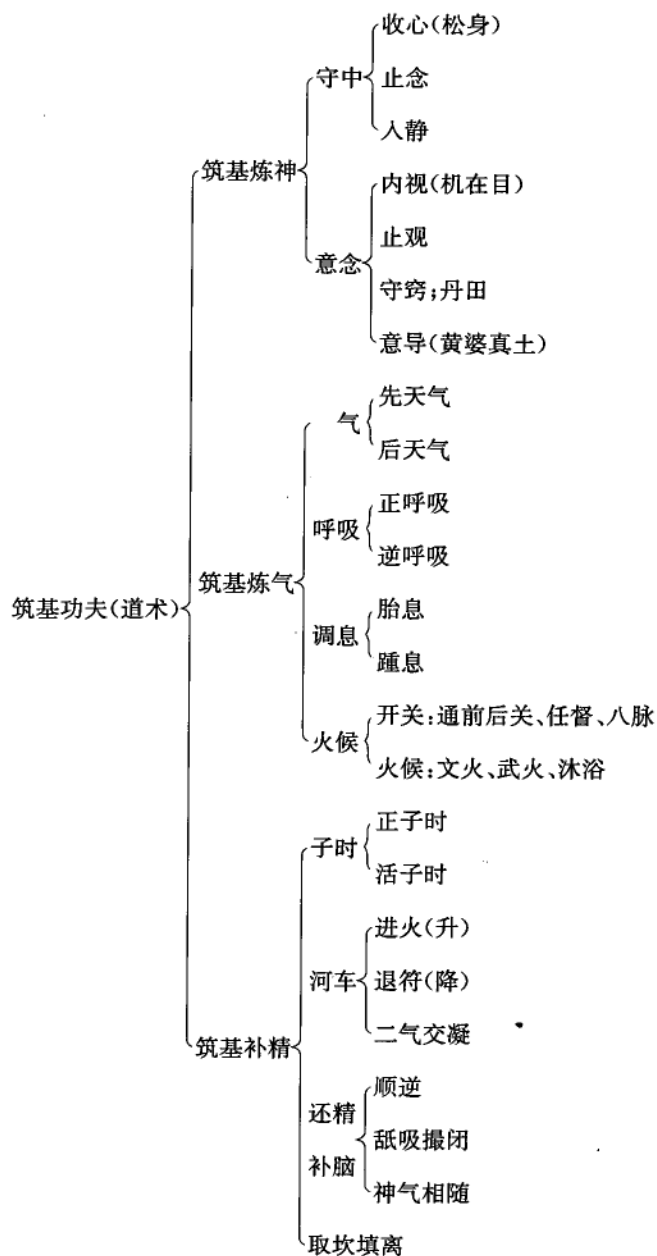 收心(松身)
守中
止念
入静
筑基炼神
内视(机在目)
止观
意念
守窍;丹田
意导(黄婆真土)
先天气
气
后天气
正呼吸
呼吸
逆呼吸
筑基炼气
筑基功夫(道术)
胎息
调息
踵息
开关:通前后关、任督、八脉
火候
火候:文火、武火、沐浴
正子时
子时
活子时
进火(升)
河车
退符(降)
二气交凝
筑基补精
顺逆
还精
舐吸撮闭
补脑
神气相随
取坎填离